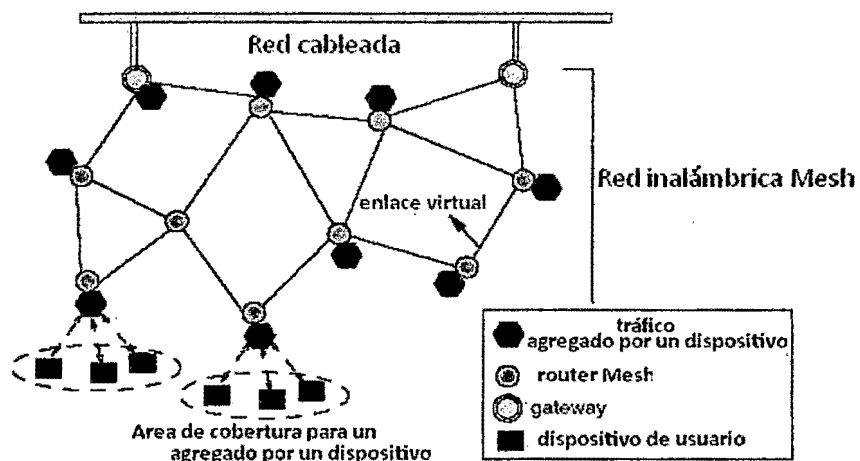 Red cableada
Red inalámbrica Mesh
enlace virtual
tráfico
agregado por un dispositivo
router Mesh
gateway
dispositivo de usuario
Area de cobertura para un
agregado por un dispositivo